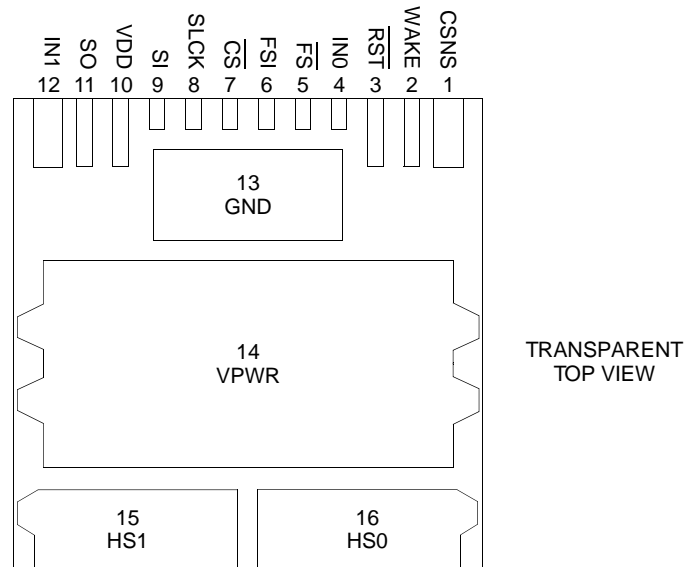 IN1
SO
VDD
SI
SLCK
CS
FSI
FS
IN0
RST
WAKE
CSNS
12 11 10 9 8 7 6 5 4 3 2 1
13
GND
14
VPWR
TRANSPARENT
TOP VIEW
15
HS1
16
HS0